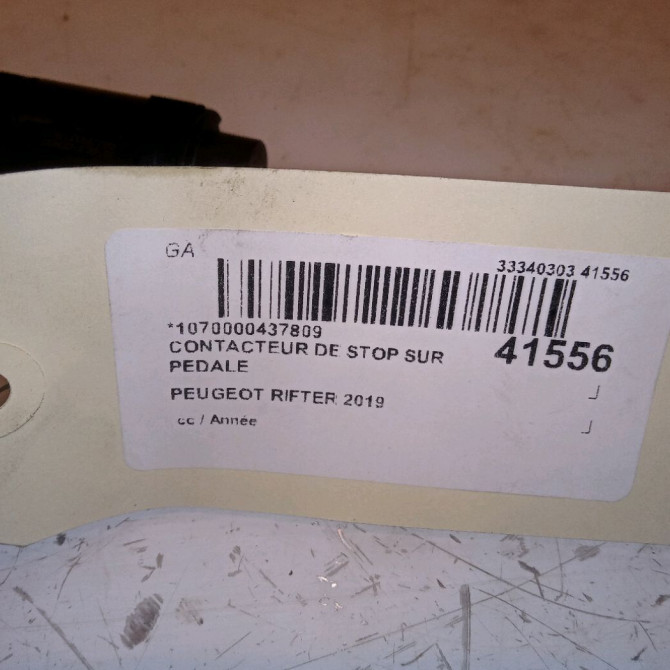 GA
33340303 41556
*1070000437809
CONTACTEUR DE STOP SUR
PEDALE
41556
PEUGEOT RIFTER 2019
cc / Année